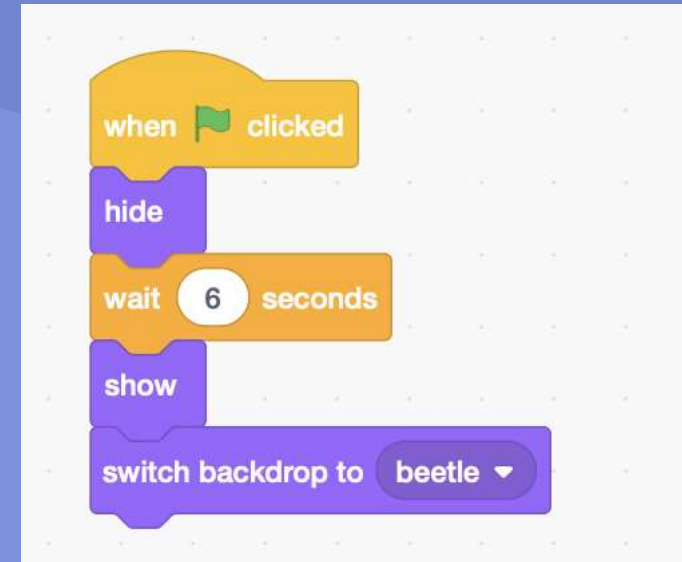 when clicked
hide
wait 6 seconds
show
switch backdrop to beetle